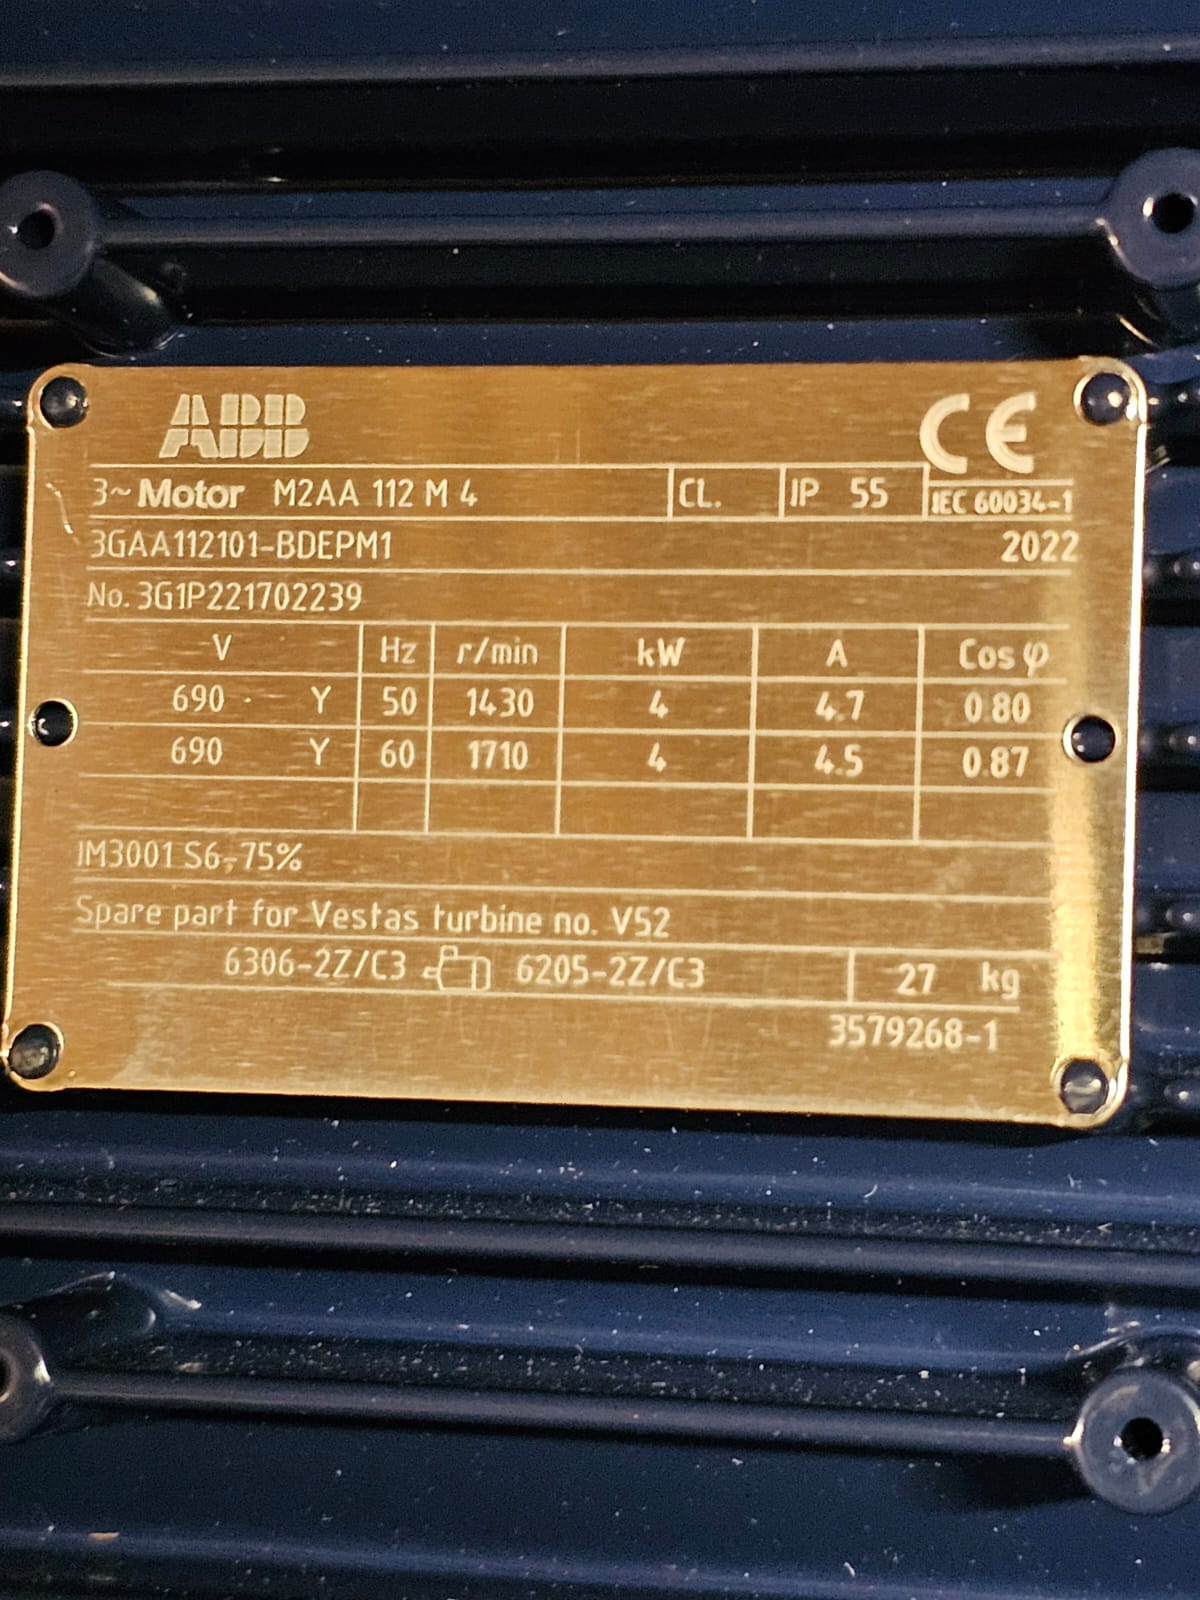 ABB CE
3~ Motor M2AA 112 M 4 CL. IP 55 IEC 60034-1
3GAA112101-BDEPM1 2022
No. 3G1P221702239
V Hz r/min kW A Cos φ
690 Y 50 1430 4 4.7 0.80
690 Y 60 1710 4 4.5 0.87
IM3001 S6,-75%
Spare part for Vestas turbine no. V52
6306-2Z/C3 6205-2Z/C3 27 kg
3579268-1